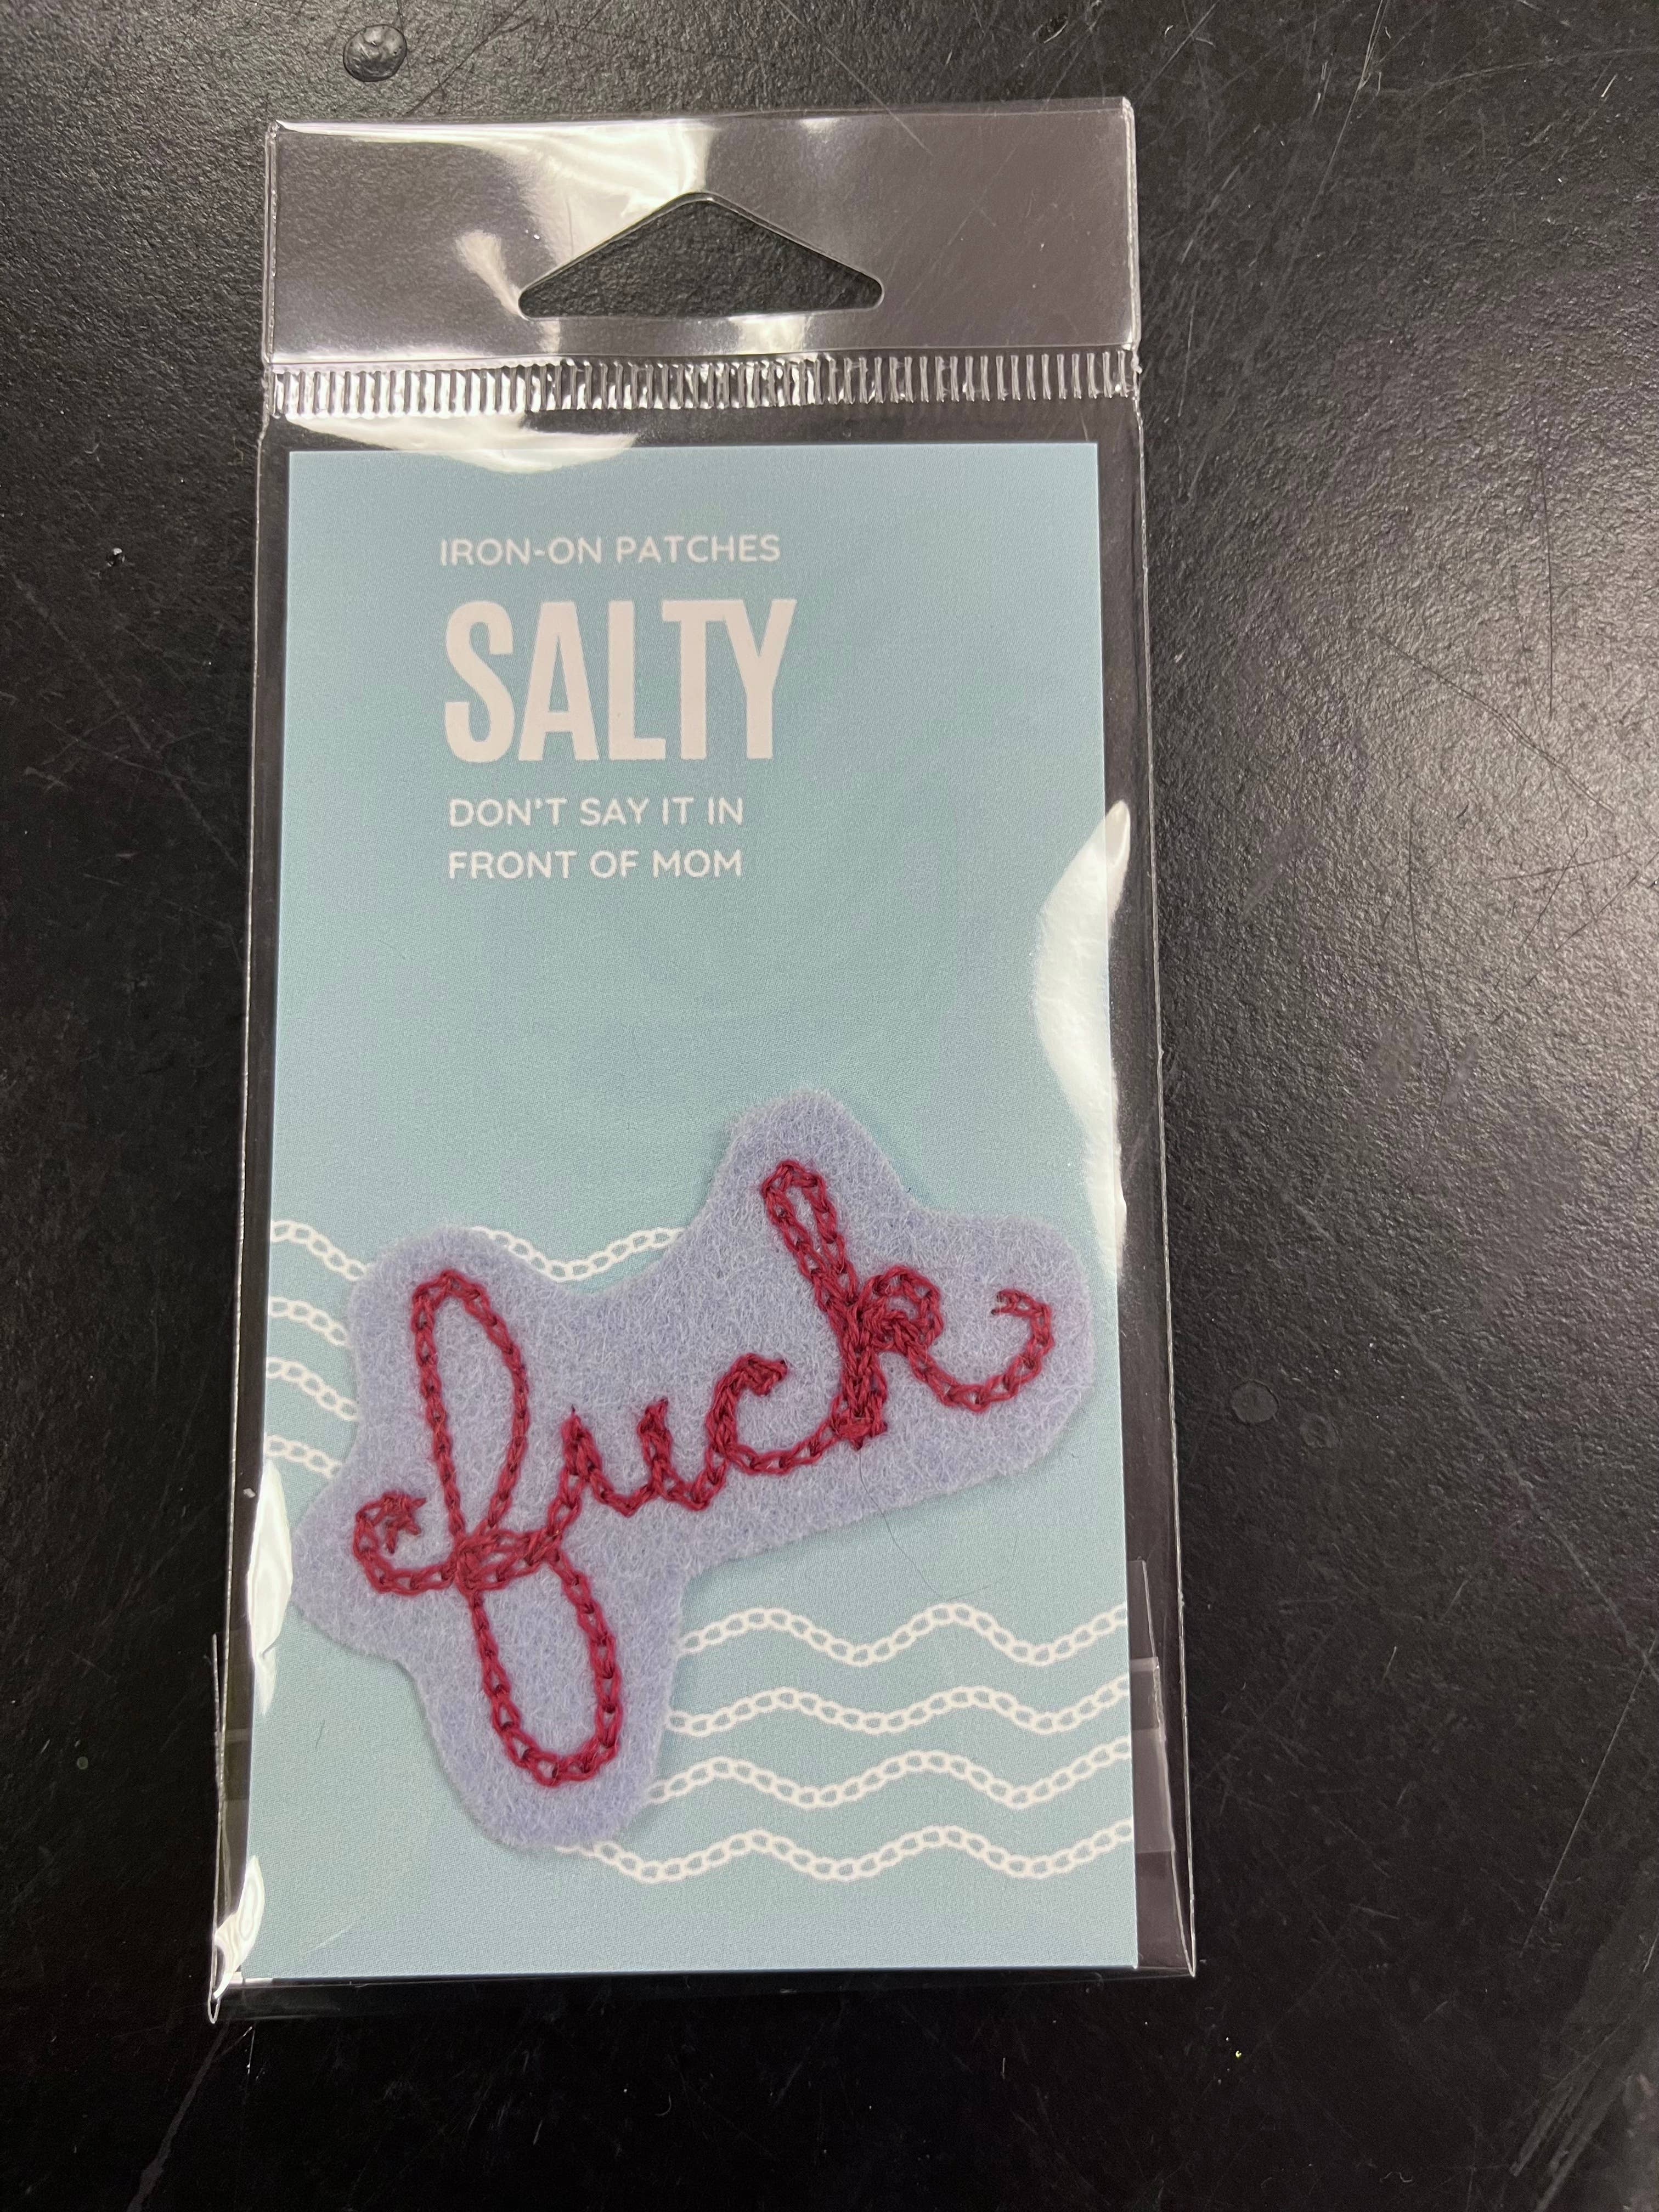 IRON-ON PATCHES
SALTY
DON'T SAY IT IN
FRONT OF MOM
fuck